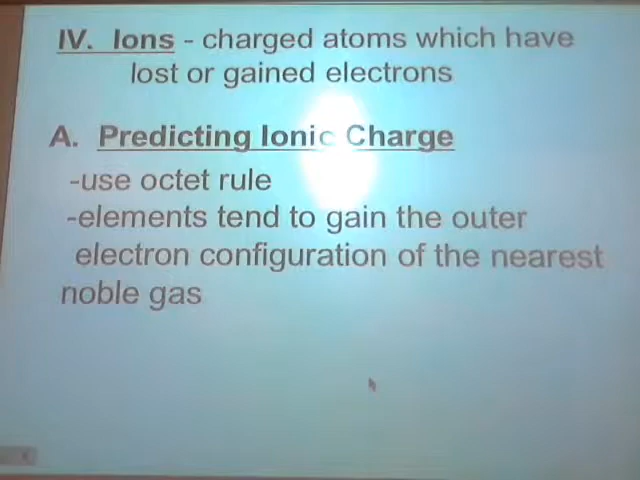 IV. Ions - charged atoms which have
lost or gained electrons
A. Predicting Ionic Charge
-use octet rule
-elements tend to gain the outer
electron configuration of the nearest
noble gas